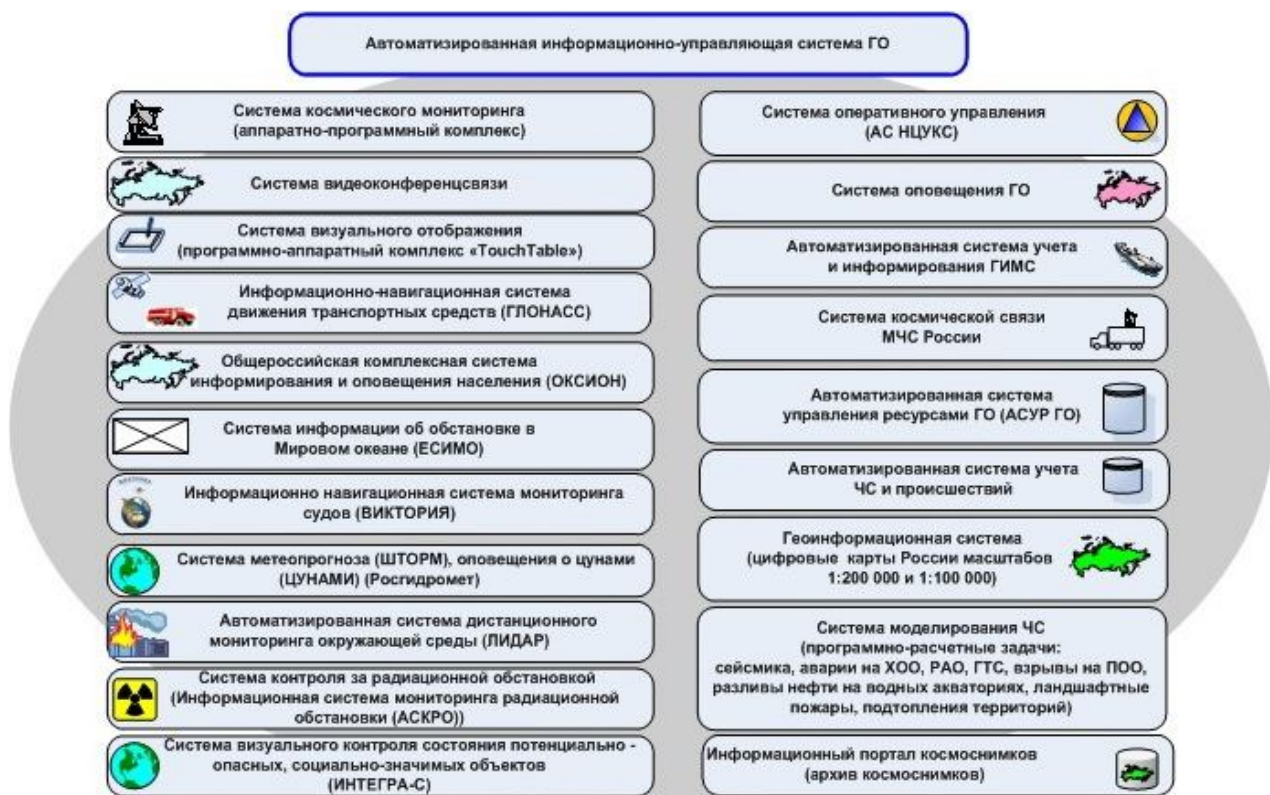 Автоматизированная информационно-управляющая система ГО
Система космического мониторинга
(аппаратно-программный комплекс)
Система видеоконференцсвязи
Система визуального отображения
(программно-аппаратный комплекс «TouchTable»)
Информационно-навигационная система
движения транспортных средств (ГЛОНАСС)
Общероссийская комплексная система
информирования и оповещения населения (ОКСИОН)
Система информации об обстановке в
Мировом океане (ЕСИМО)
Информационно навигационная система мониторинга
судов (ВИКТОРИЯ)
Система метеопрогноза (ШТОРМ), оповещения о цунами
(ЦУНАМИ) (Росгидромет)
Автоматизированная система дистанционного
мониторинга окружающей среды (ЛИДАР)
Система контроля за радиационной обстановкой
(Информационная система мониторинга радиационной
обстановки (АСКРО))
Система визуального контроля состояния потенциально -
опасных, социально-значимых объектов
(ИНТЕГРА-С)
Система оперативного управления
(АС НЦУКС)
Система оповещения ГО
Автоматизированная система учета
и информирования ГИМС
Система космической связи
МЧС России
Автоматизированная система
управления ресурсами ГО (АСУР ГО)
Автоматизированная система учета
ЧС и происшествий
Геоинформационная система
(цифровые карты России масштабов
1:200 000 и 1:100 000)
Система моделирования ЧС
(программно-расчетные задачи:
сейсмика, аварии на ХОО, РАО, ГТС, взрывы на ПОО,
разливы нефти на водных акваториях, ландшафтные
пожары, подтопления территорий)
Информационный портал космоснимков
(архив космоснимков)